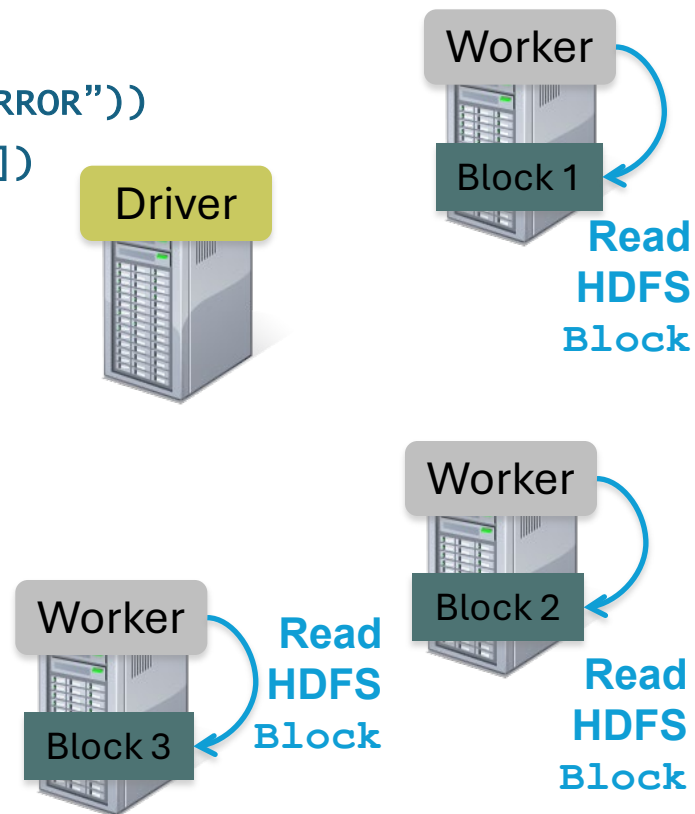 RROR”))
])
Driver
Worker
Block 1
Read
HDFS
Block
Worker
Block 2
Read
HDFS
Block
Worker
Block 3
Read
HDFS
Block